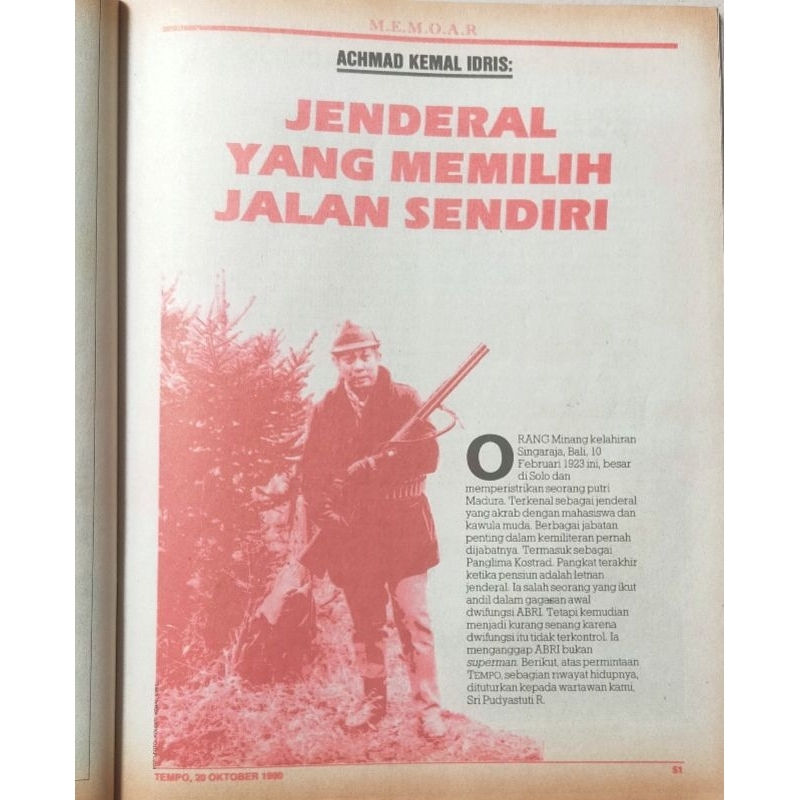 M.E.M.O.A.R
ACHMAD KEMAL IDRIS:
JENDERAL
YANG MEMILIH
JALAN SENDIRI
ORANG Minang kelahiran
Singaraja, Bali, 10
Februari 1923 ini, besar
di Solo dan
memperistrikan seorang putri
Madura. Terkenal sebagai jenderal
yang akrab dengan mahasiswa dan
kawula muda. Berbagai jabatan
penting dalam kemiliteran pernah
dijabatnya. Termasuk sebagai
Panglima Kostrad. Pangkat terakhir
ketika pensiun adalah letnan
jenderal. Ia salah seorang yang ikut
andil dalam gagasan awal
dwifungsi ABRI. Tetapi kemudian
menjadi kurang senang karena
dwifungsi itu tidak terkontrol. Ia
menganggap ABRI bukan
superman. Berikut, atas permintaan
TEMPO, sebagian riwayat hidupnya,
dituturkan kepada wartawan kami,
Sri Pudyastuti R.
TEMPO, 20 OKTOBER 1990
51